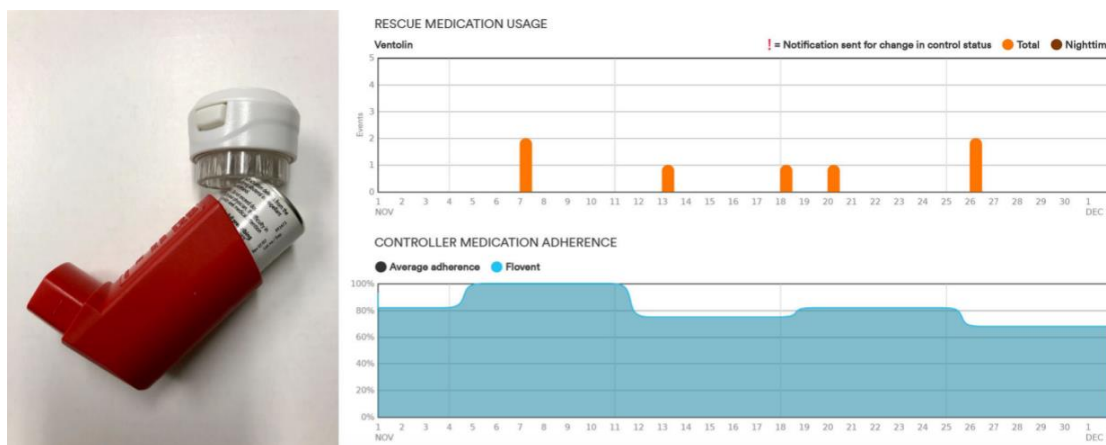 RESCUE MEDICATION USAGE
Ventolin
! = Notification sent for change in control status Total Nighttim
5
4
3
2
1
0
Events
1 2 3 4 5 6 7 8 9 10 11 12 13 14 15 16 17 18 19 20 21 22 23 24 25 26 27 28 29 30 1
NOV DEC
CONTROLLER MEDICATION ADHERENCE
Average adherence Flovent
100%
80%
60%
40%
20%
0%
1 2 3 4 5 6 7 8 9 10 11 12 13 14 15 16 17 18 19 20 21 22 23 24 25 26 27 28 29 30 1
NOV DEC